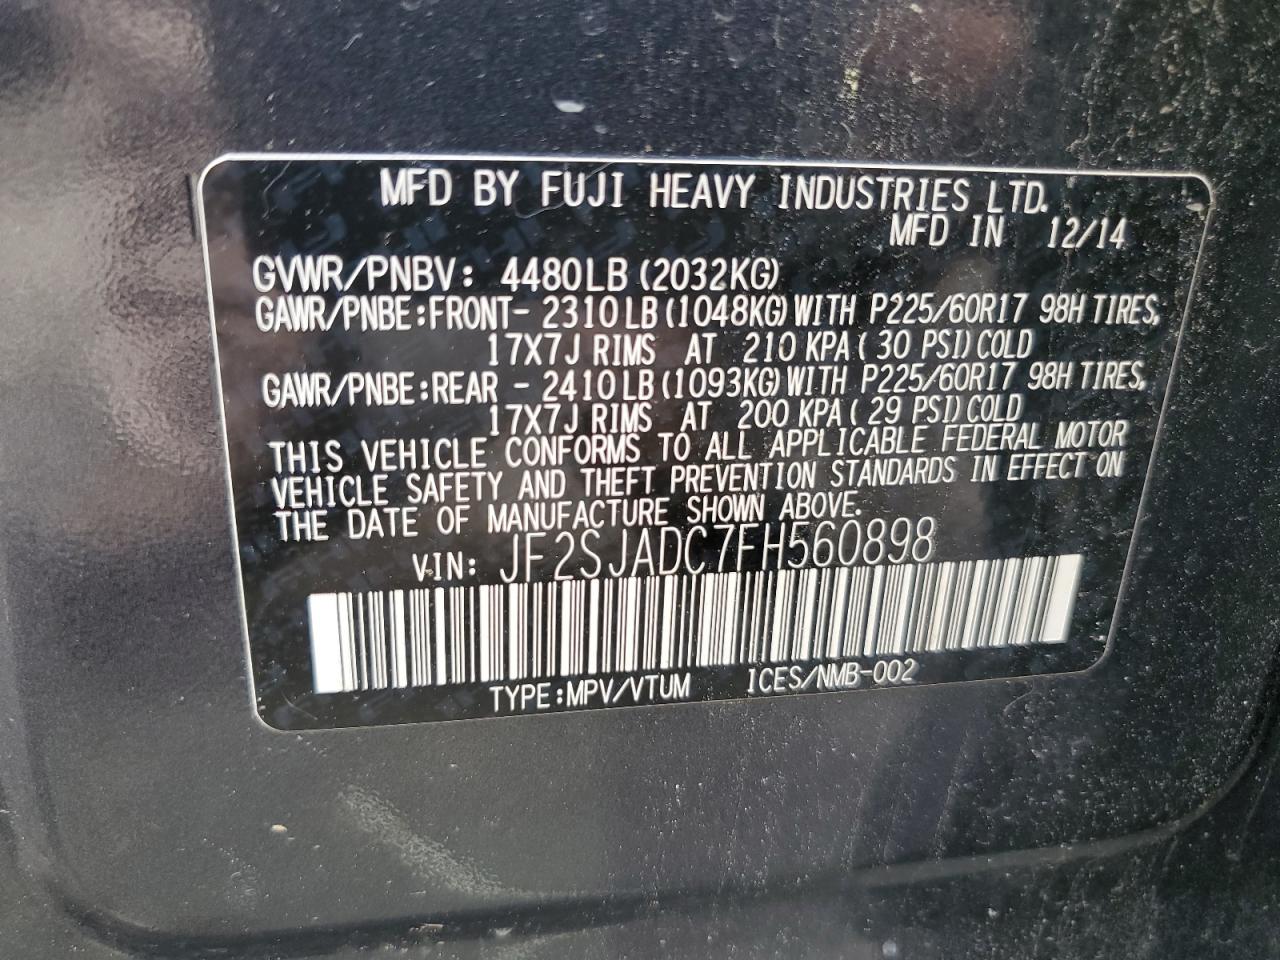 MFD BY FUJI HEAVY INDUSTRIES LTD.
MFD IN 12/14
GVWR/PNBV: 4480LB (2032KG)
GAWR/PNBE:FRONT- 2310LB (1048KG) WITH P225/60R17 98H TIRES,
17X7J RIMS AT 210 KPA ( 30 PSI) COLD
GAWR/PNBE:REAR - 2410LB (1093KG) WITH P225/60R17 98H TIRES,
17X7J RIMS AT 200 KPA ( 29 PSI) COLD
THIS VEHICLE CONFORMS TO ALL APPLICABLE FEDERAL MOTOR
VEHICLE SAFETY AND THEFT PREVENTION STANDARDS IN EFFECT ON
THE DATE OF MANUFACTURE SHOWN ABOVE.
VIN: JF2SJADC7FH560898
TYPE:MPV/VTUM ICES/NMB-002